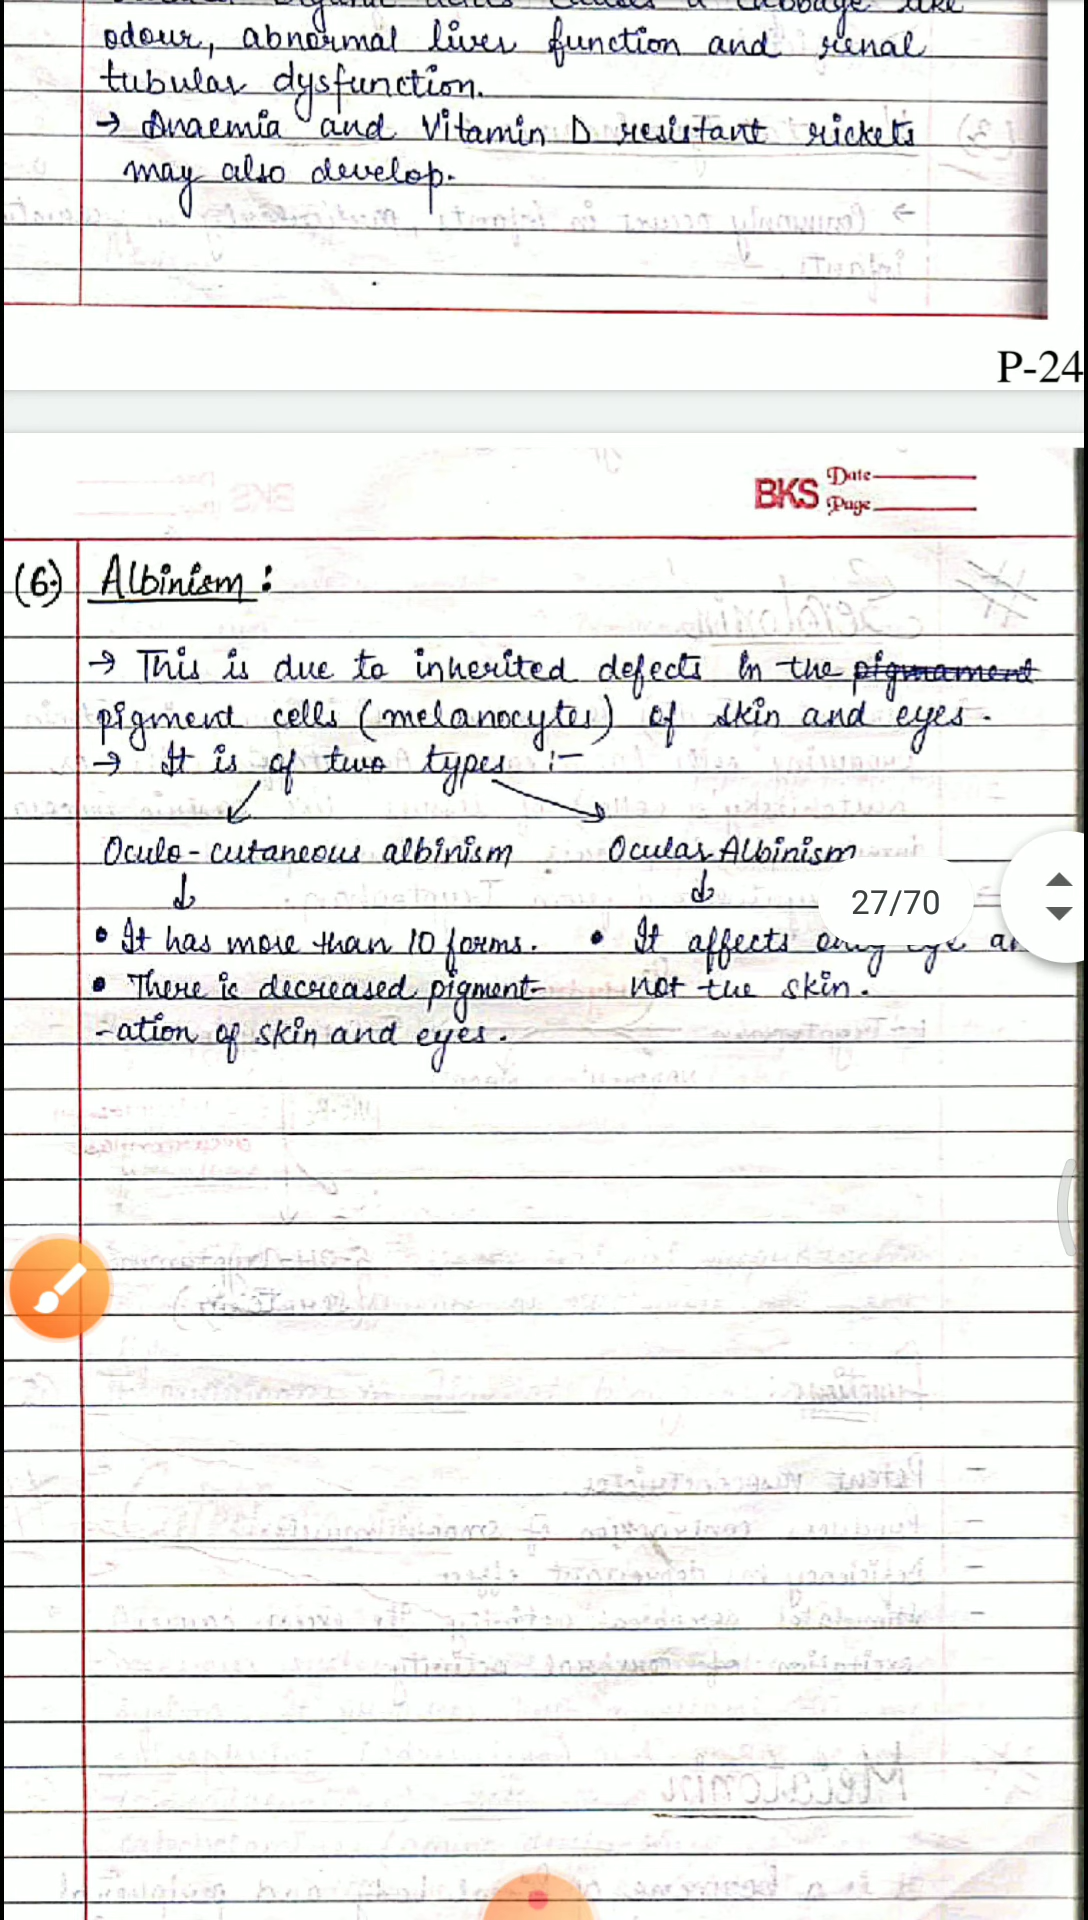 odour, abnormal liver function and renal
tubular dysfunction.
→ Anaemia and Vitamin D resistant rickets
may also develop.
P-24
BKS Date
Page
(6.) Albinism :
→ This is due to inherited defects in the pigmament
pigment cells (melanocytes) of skin and eyes.
→ It is of two types :-
Oculo-cutaneous albinism Ocular Albinism
27/70
• It has more than 10 forms. • It affects only eye
• There is decreased pigment- not the skin.
-ation of skin and eyes.